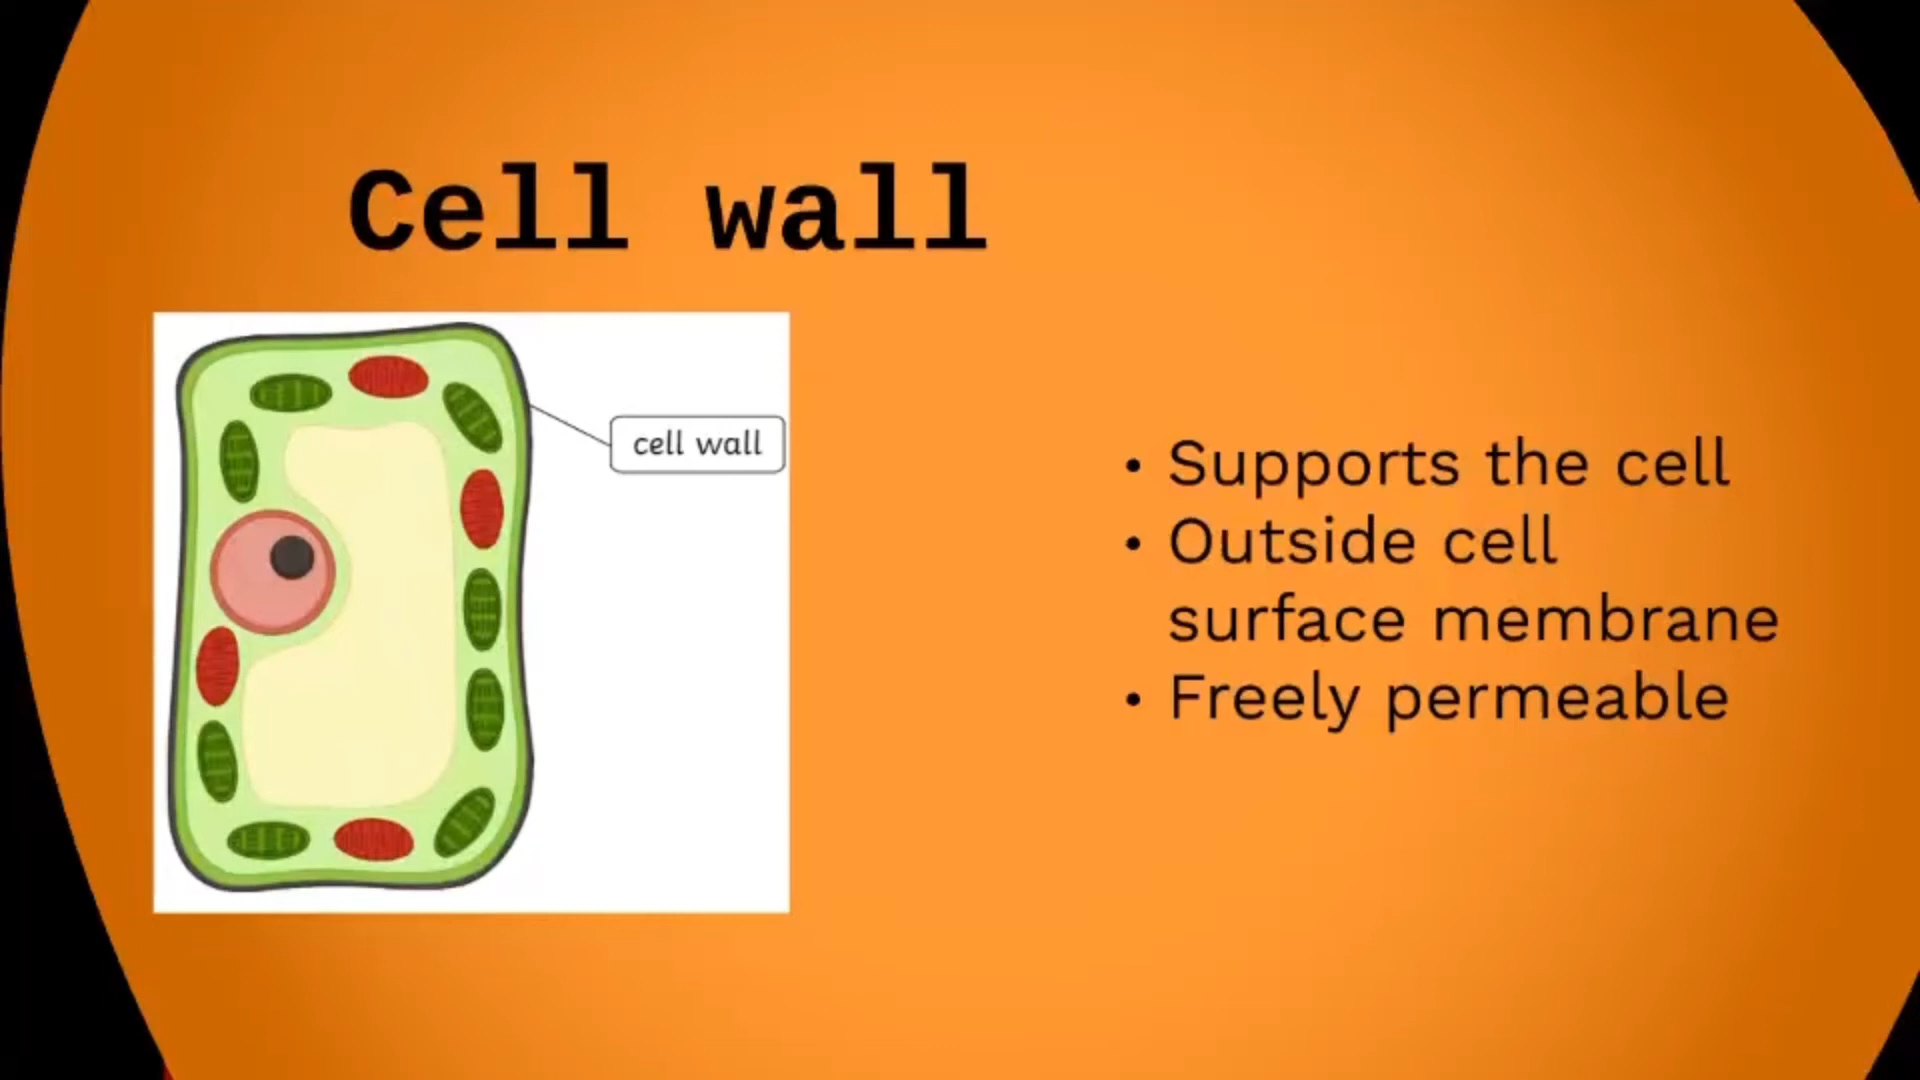 Cell wall
cell wall
• Supports the cell
• Outside cell
surface membrane
• Freely permeable